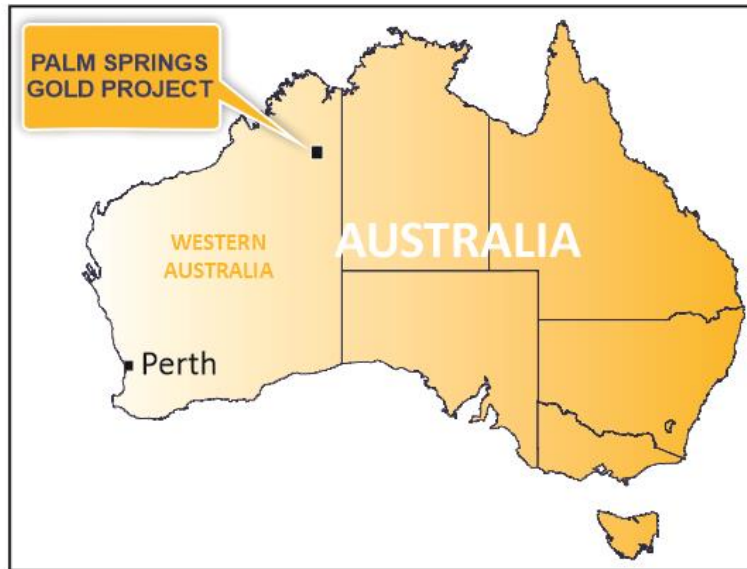 PALM SPRINGS
GOLD PROJECT
WESTERN
AUSTRALIA
AUSTRALIA
Perth